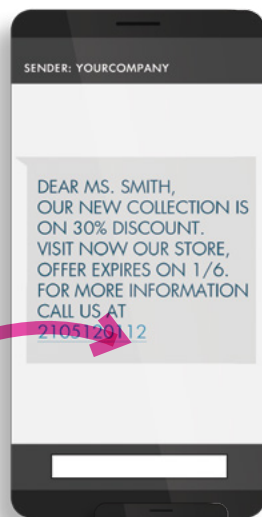 SENDER: YOURCOMPANY
DEAR MS. SMITH,
OUR NEW COLLECTION IS
ON 30% DISCOUNT.
VISIT NOW OUR STORE,
OFFER EXPIRES ON 1/6.
FOR MORE INFORMATION
CALL US AT
2105120112